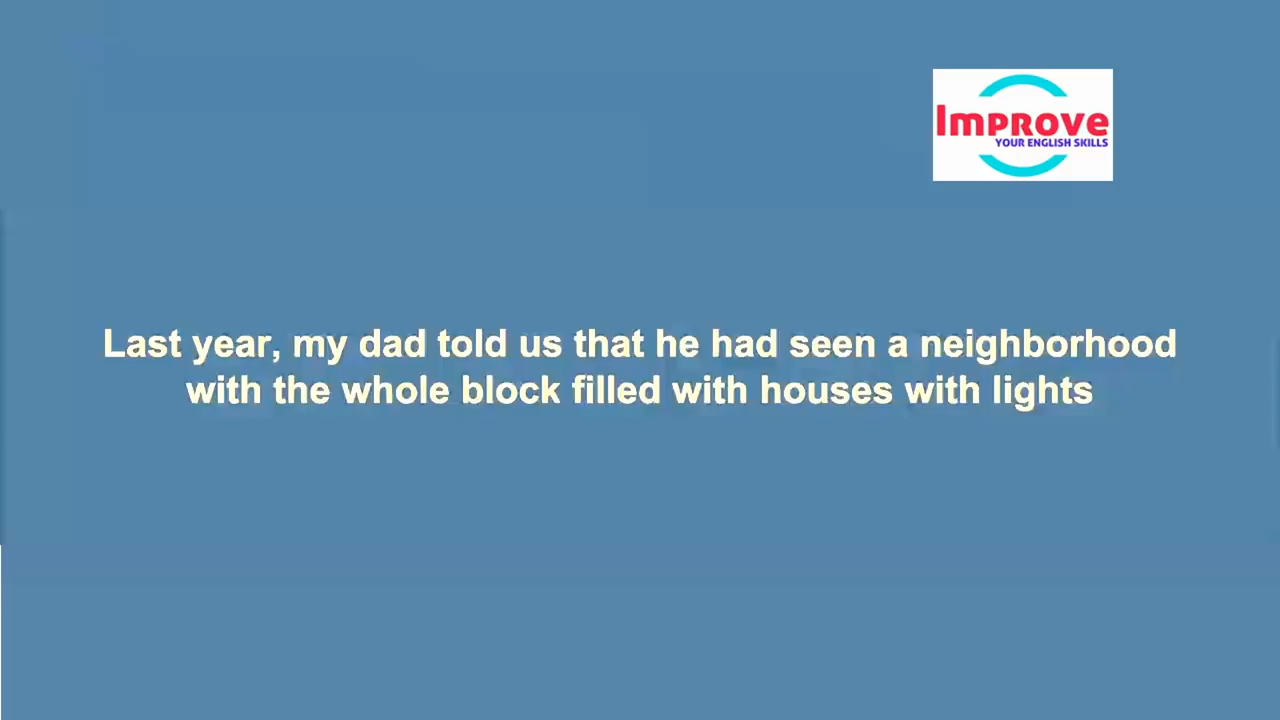 Improve
YOUR ENGLISH SKILLS
Last year, my dad told us that he had seen a neighborhood
with the whole block filled with houses with lights